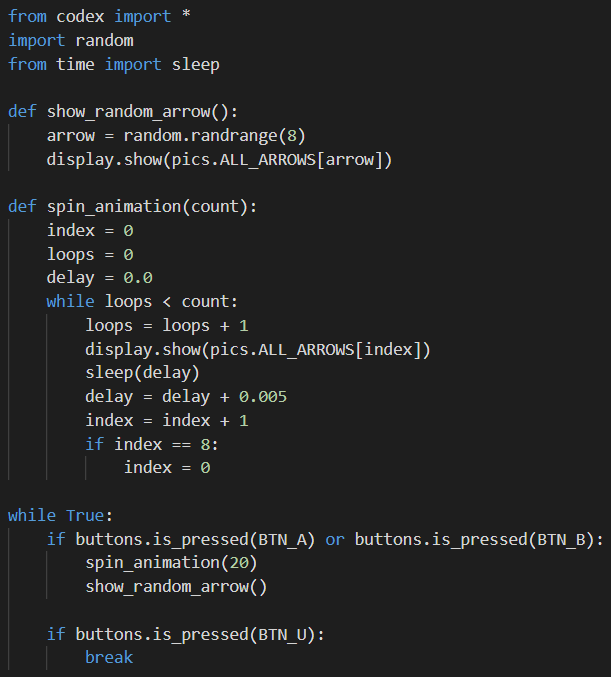 from codex import *
import random
from time import sleep

def show_random_arrow():
    arrow = random.randrange(8)
    display.show(pics.ALL_ARROWS[arrow])

def spin_animation(count):
    index = 0
    loops = 0
    delay = 0.0
    while loops < count:
        loops = loops + 1
        display.show(pics.ALL_ARROWS[index])
        sleep(delay)
        delay = delay + 0.005
        index = index + 1
        if index == 8:
            index = 0

while True:
    if buttons.is_pressed(BTN_A) or buttons.is_pressed(BTN_B):
        spin_animation(20)
        show_random_arrow()

    if buttons.is_pressed(BTN_U):
        break